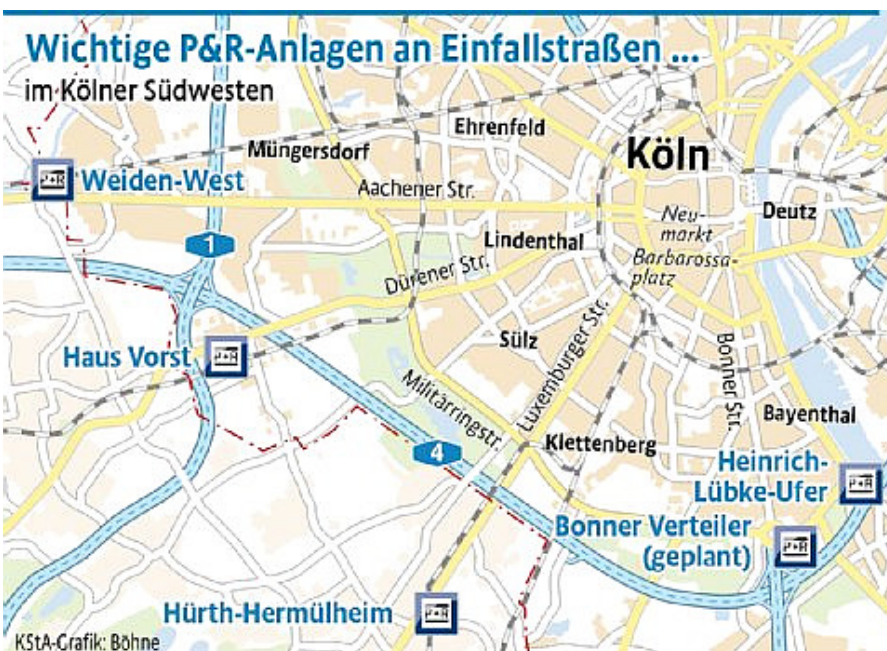 Wichtige P&R-Anlagen an Einfallstraßen ...
im Kölner Südwesten
Ehrenfeld
Müngersdorf
Köln
P+R
Weiden-West
Aachener Str.
Neu-
markt
Deutz
1
Lindenthal
Barbarossa-
platz
Dürener Str.
Haus Vorst
P+R
Sülz
Luxemburger Str.
Bonner Str.
Militärringstr.
Bayenthal
4
Klettenberg
Heinrich-
Lübke-Ufer
P+R
Bonner Verteiler
(geplant)
P+R
Hürth-Hermülheim
P+R
KStA-Grafik: Böhne